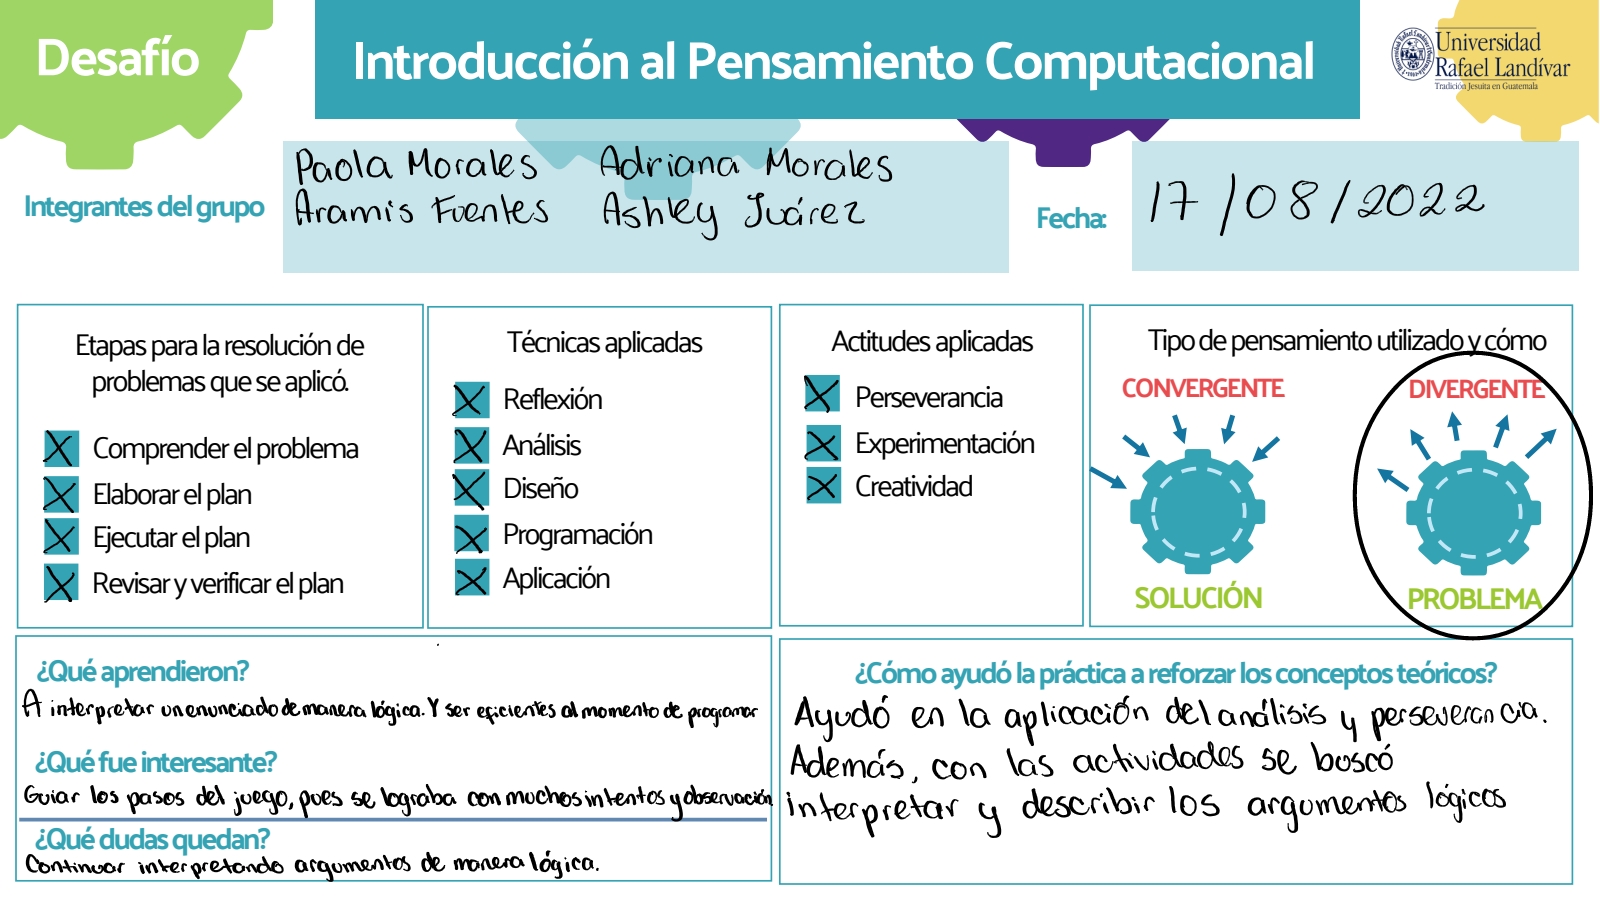 Desafío
Introducción al Pensamiento Computacional
Universidad
Rafael Landívar
Tradición Jesuita en Guatemala
Integrantes del grupo
Paola Morales Adriana Morales
Aramis Fuentes Ashley Juárez
Fecha:
17/08/2022
Etapas para la resolución de
problemas que se aplicó.
Comprender el problema
Elaborar el plan
Ejecutar el plan
Revisar y verificar el plan
Técnicas aplicadas
Reflexión
Análisis
Diseño
Programación
Aplicación
Actitudes aplicadas
Perseverancia
Experimentación
Creatividad
Tipo de pensamiento utilizado y cómo
CONVERGENTE
SOLUCIÓN
DIVERGENTE
PROBLEMA
¿Qué aprendieron?
A interpretar un enunciado de manera lógica. Y ser eficientes al momento de programar
¿Qué fue interesante?
Guiar los pasos del juego, pues se lograba con muchos intentos y observación
¿Qué dudas quedan?
Continuar interpretando argumentos de manera lógica.
¿Cómo ayudó la práctica a reforzar los conceptos teóricos?
Ayudó en la aplicación del análisis y perseverancia.
Además, con las actividades se buscó
interpretar y describir los argumentos lógicos